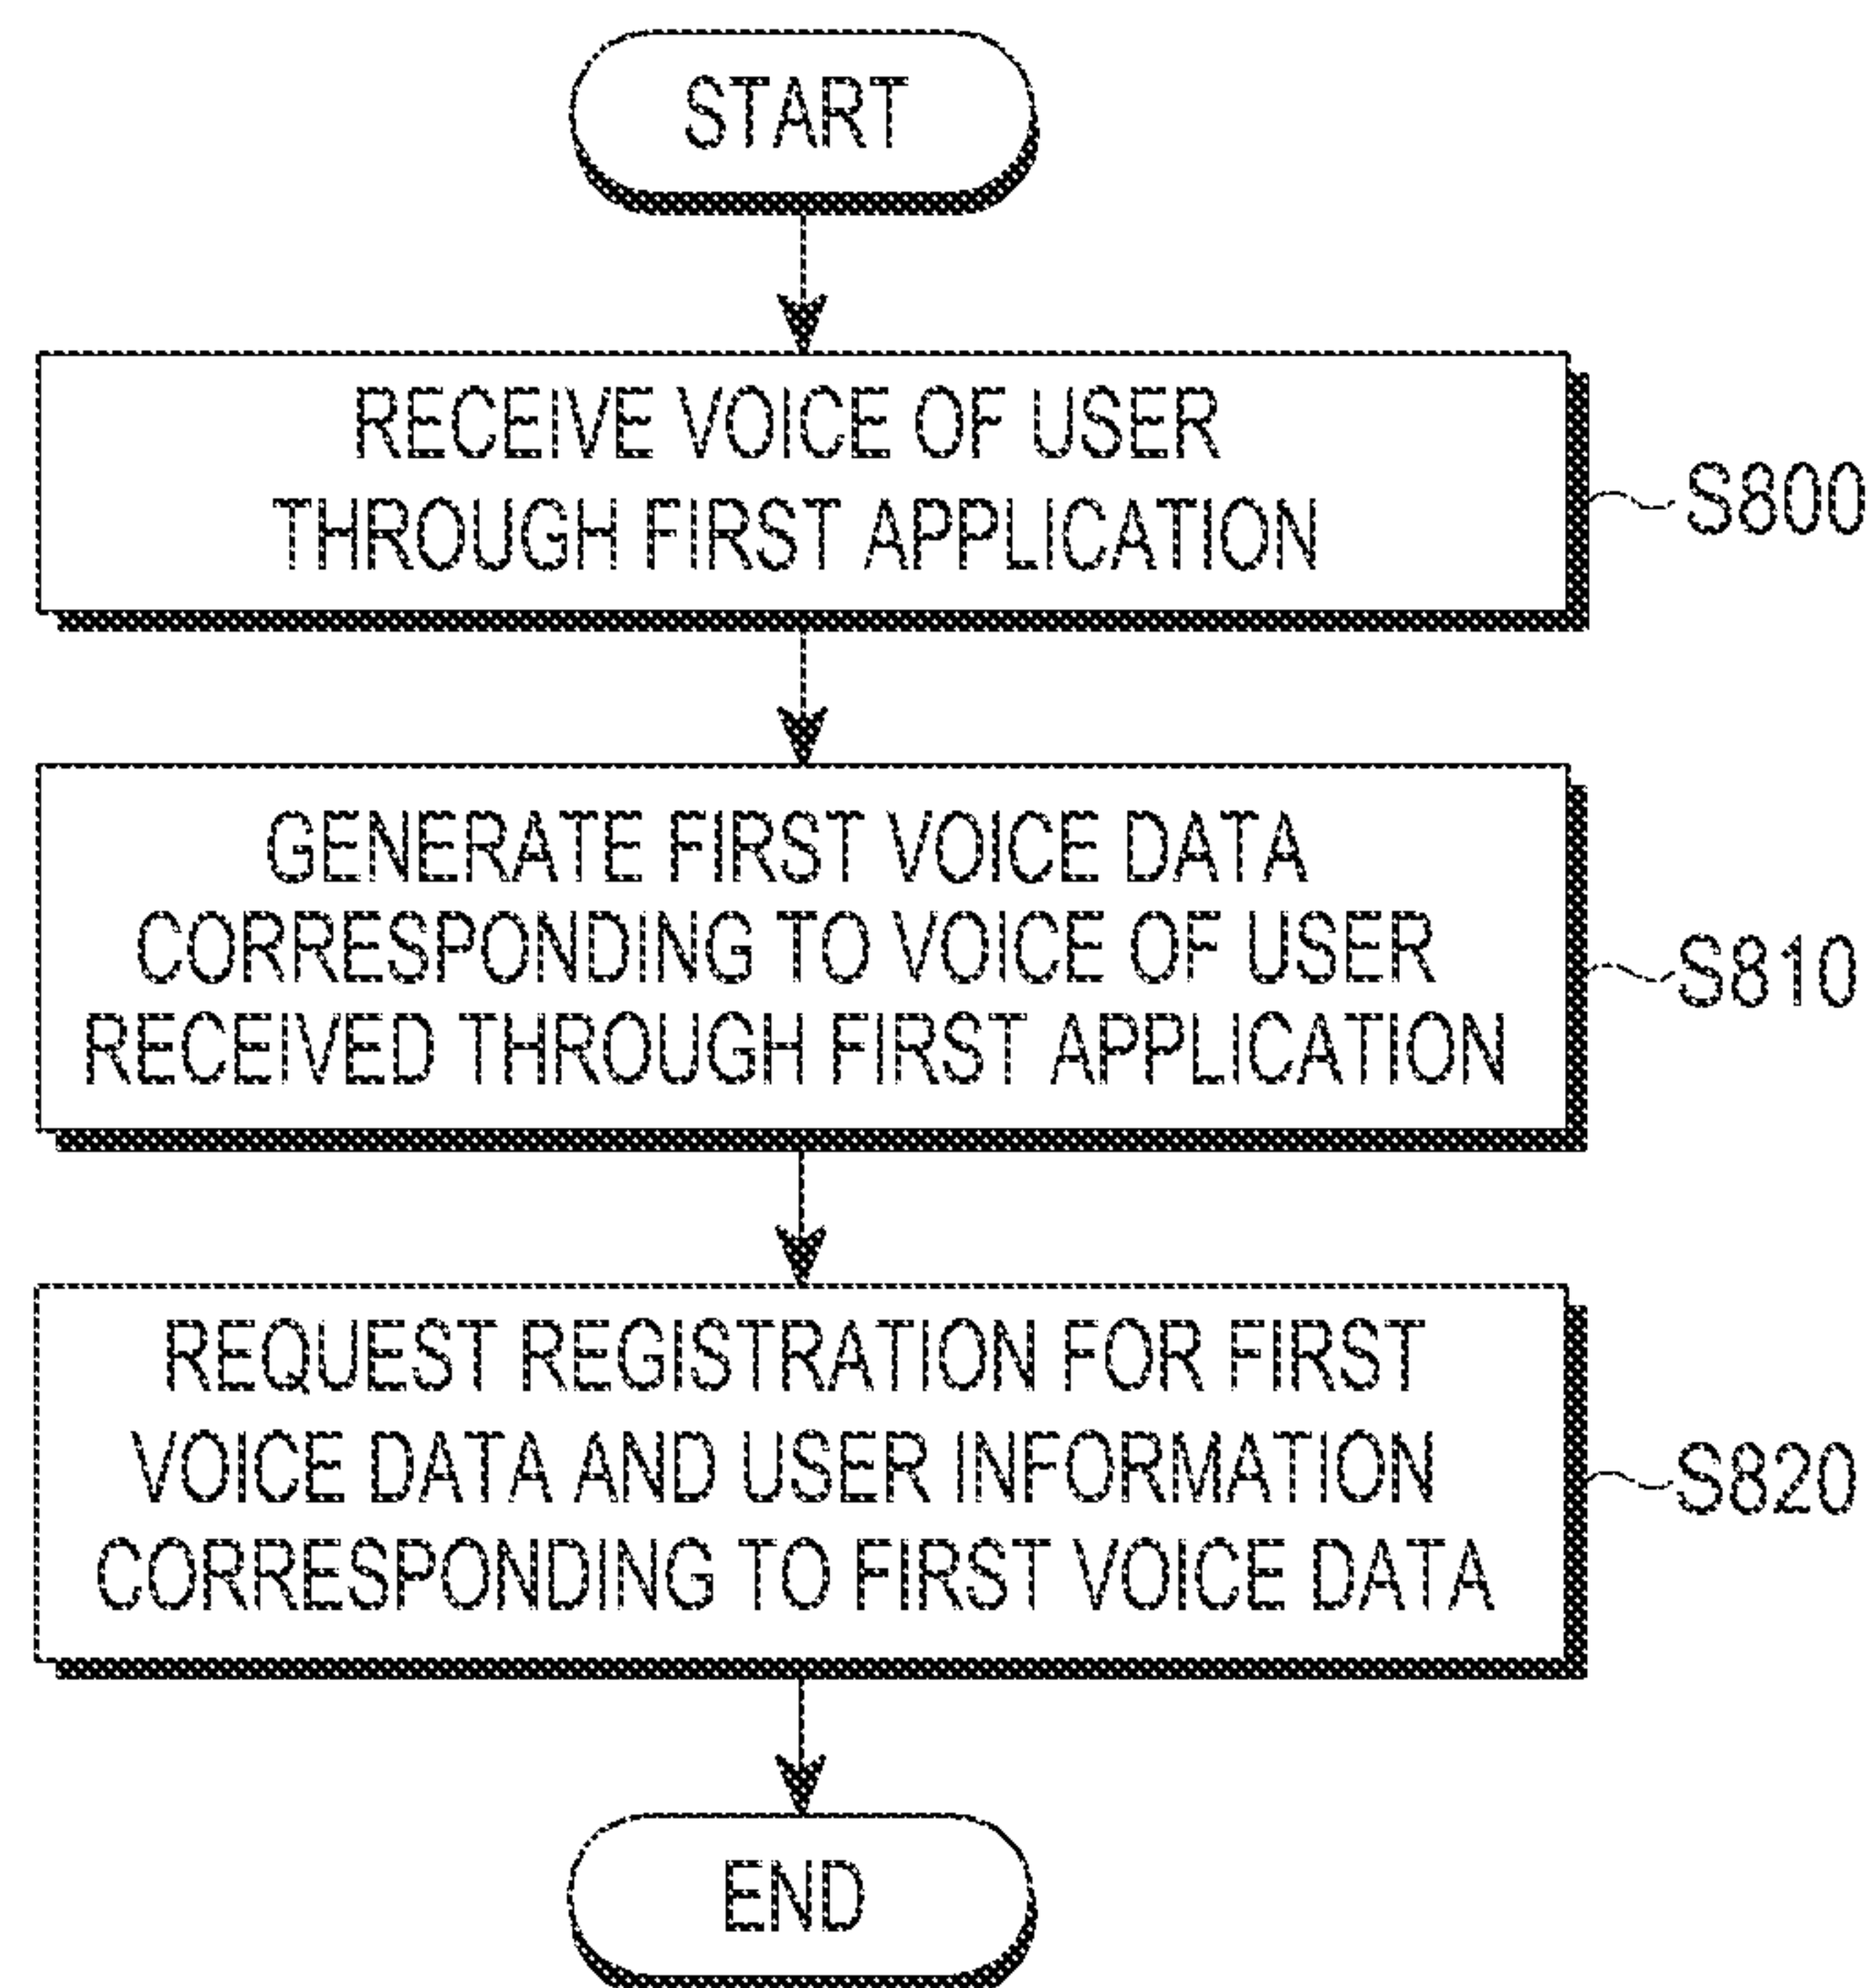 START
RECEIVE VOICE OF USER
THROUGH FIRST APPLICATION
S800
GENERATE FIRST VOICE DATA
CORRESPONDING TO VOICE OF USER
RECEIVED THROUGH FIRST APPLICATION
S810
REQUEST REGISTRATION FOR FIRST
VOICE DATA AND USER INFORMATION
CORRESPONDING TO FIRST VOICE DATA
S820
END